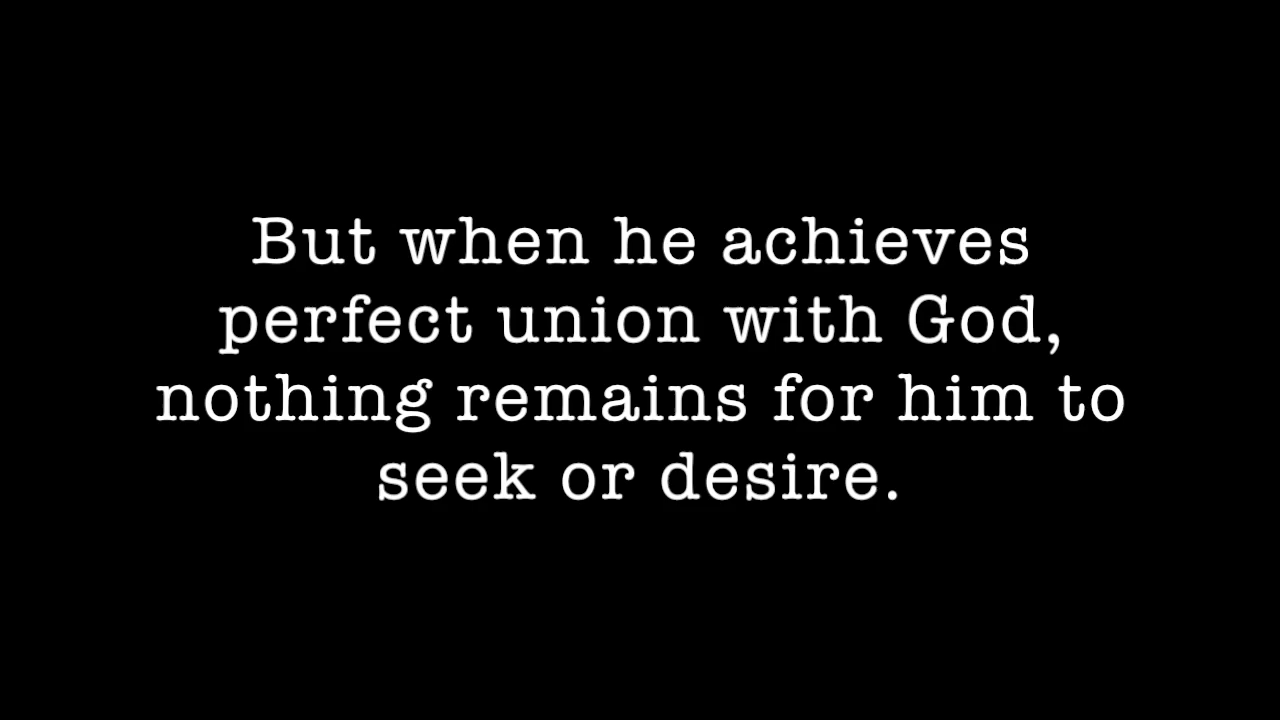 But when he achieves
perfect union with God,
nothing remains for him to
seek or desire.